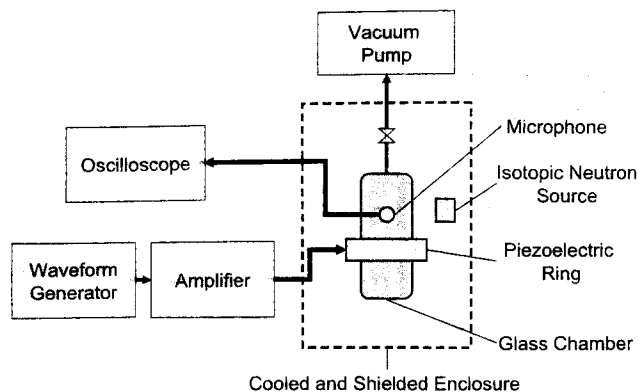 Vacuum
Pump
Microphone
Oscilloscope
Isotopic Neutron
Source
Waveform
Generator
Amplifier
Piezoelectric
Ring
Glass Chamber
Cooled and Shielded Enclosure